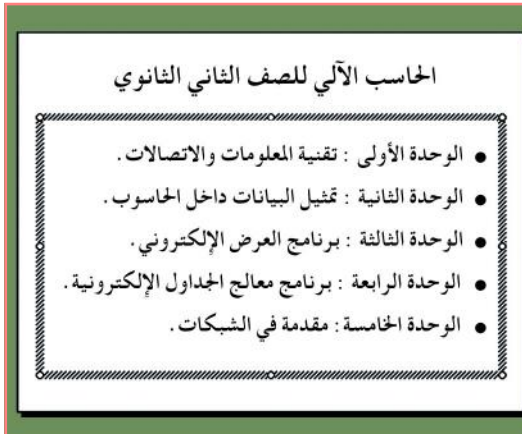 الحاسب الآلي للصف الثاني الثانوي
● الوحدة الأولى : تقنية المعلومات والاتصالات .
● الوحدة الثانية : تمثيل البيانات داخل الحاسوب .
● الوحدة الثالثة : برنامج العرض الإلكتروني.
● الوحدة الرابعة : برنامج معالج الجداول الإلكترونية .
● الوحدة الخامسة : مقدمة في الشبكات .